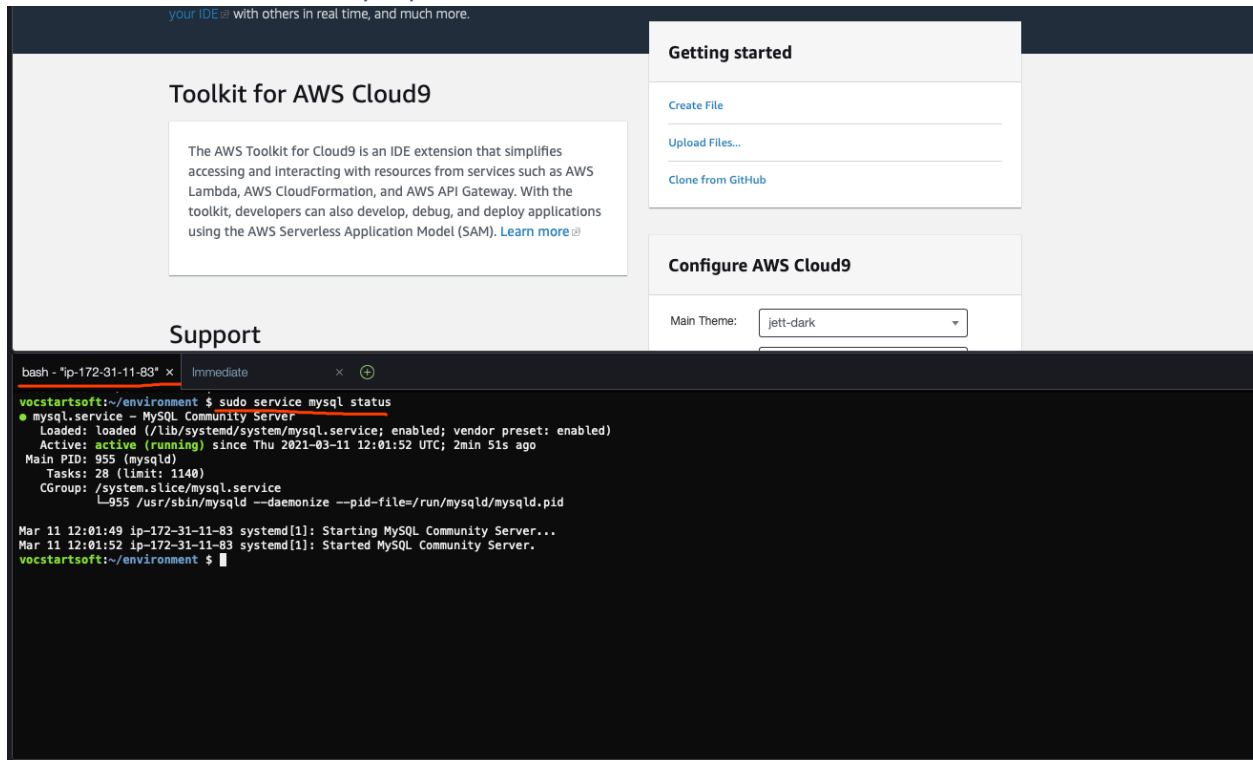 your IDE with others in real time, and much more.
Getting started
Create File
Upload Files...
Clone from GitHub
Toolkit for AWS Cloud9
The AWS Toolkit for Cloud9 is an IDE extension that simplifies
accessing and interacting with resources from services such as AWS
Lambda, AWS CloudFormation, and AWS API Gateway. With the
toolkit, developers can also develop, debug, and deploy applications
using the AWS Serverless Application Model (SAM). Learn more
Configure AWS Cloud9
Main Theme: jett-dark
Support
bash - "ip-172-31-11-83" × Immediate ×
vocstartsoft:~/environment $ sudo service mysql status
● mysql.service – MySQL Community Server
Loaded: loaded (/lib/systemd/system/mysql.service; enabled; vendor preset: enabled)
Active: active (running) since Thu 2021-03-11 12:01:52 UTC; 2min 51s ago
Main PID: 955 (mysqld)
Tasks: 28 (limit: 1140)
CGroup: /system.slice/mysql.service
└─955 /usr/sbin/mysqld --daemonize --pid-file=/run/mysqld/mysqld.pid
Mar 11 12:01:49 ip-172-31-11-83 systemd[1]: Starting MySQL Community Server...
Mar 11 12:01:52 ip-172-31-11-83 systemd[1]: Started MySQL Community Server.
vocstartsoft:~/environment $